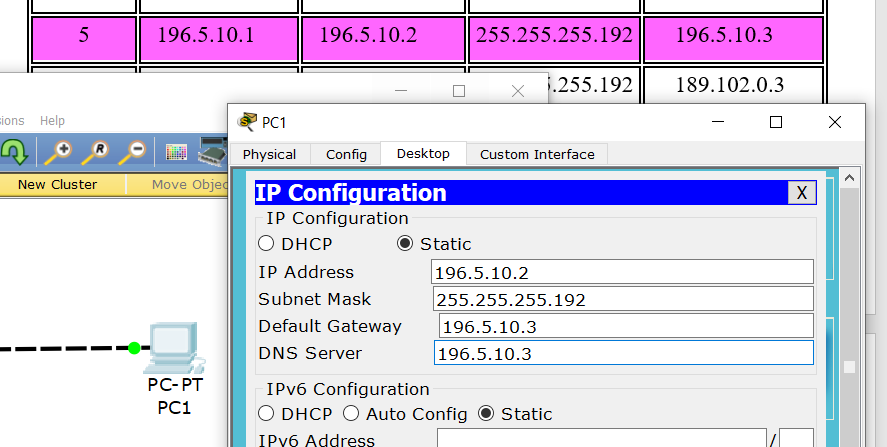 5 196.5.10.1 196.5.10.2 255.255.255.192 196.5.10.3
5.255.192 189.102.0.3
PC1
Help
Physical Config Desktop Custom Interface
New Cluster Move Objec
IP Configuration X
IP Configuration
DHCP Static
IP Address 196.5.10.2
Subnet Mask 255.255.255.192
Default Gateway 196.5.10.3
DNS Server 196.5.10.3
PC-PT
PC1
IPv6 Configuration
DHCP Auto Config Static
IPv6 Address /